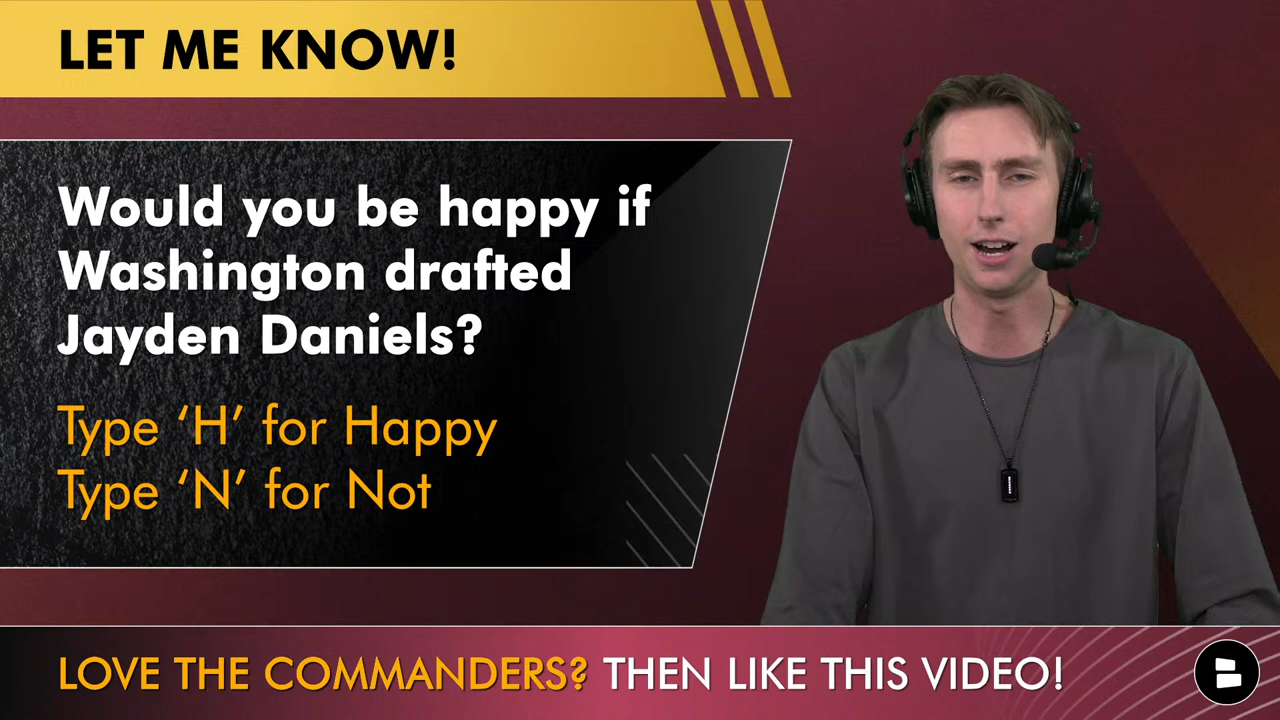 LET ME KNOW!
Would you be happy if
Washington drafted
Jayden Daniels?
Type ‘H’ for Happy
Type ‘N’ for Not
LOVE THE COMMANDERS? THEN LIKE THIS VIDEO!